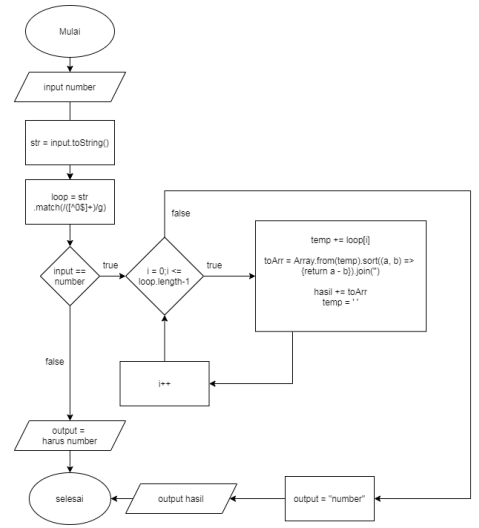 Mulai
input number
str = input.toString()
loop = str
.match(/([^0$]+)/g)
input ==
number
true
false
i = 0;i <=
loop.length-1
false
true
temp += loop[i]
toArr = Array.from(temp).sort((a, b) =>
{return a - b}).join('')
hasil += toArr
temp = ' '
i++
output =
harus number
selesai
output hasil
output = "number"